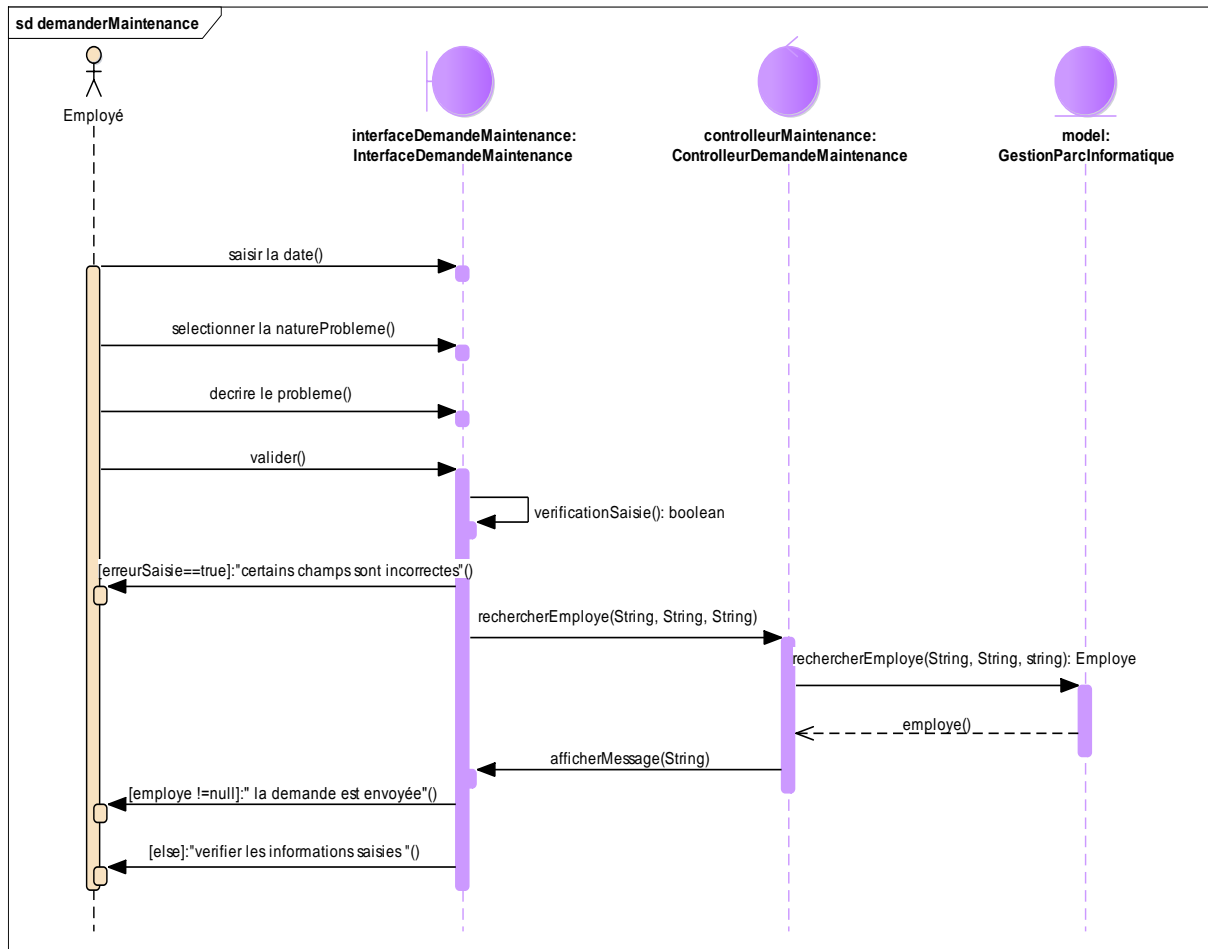 sd demanderMaintenance
Employé
interfaceDemandeMaintenance:
InterfaceDemandeMaintenance
controlleurMaintenance:
ControlleurDemandeMaintenance
model:
GestionParcInformatique
saisir la date()
selectionner la natureProbleme()
decrire le probleme()
valider()
verificationSaisie(): boolean
[erreurSaisie==true]:"certains champs sont incorrectes"()
rechercherEmploye(String, String, String)
rechercherEmploye(String, String, string): Employe
employe()
afficherMessage(String)
[employe !=null]:" la demande est envoyée"()
[else]:"verifier les informations saisies "()